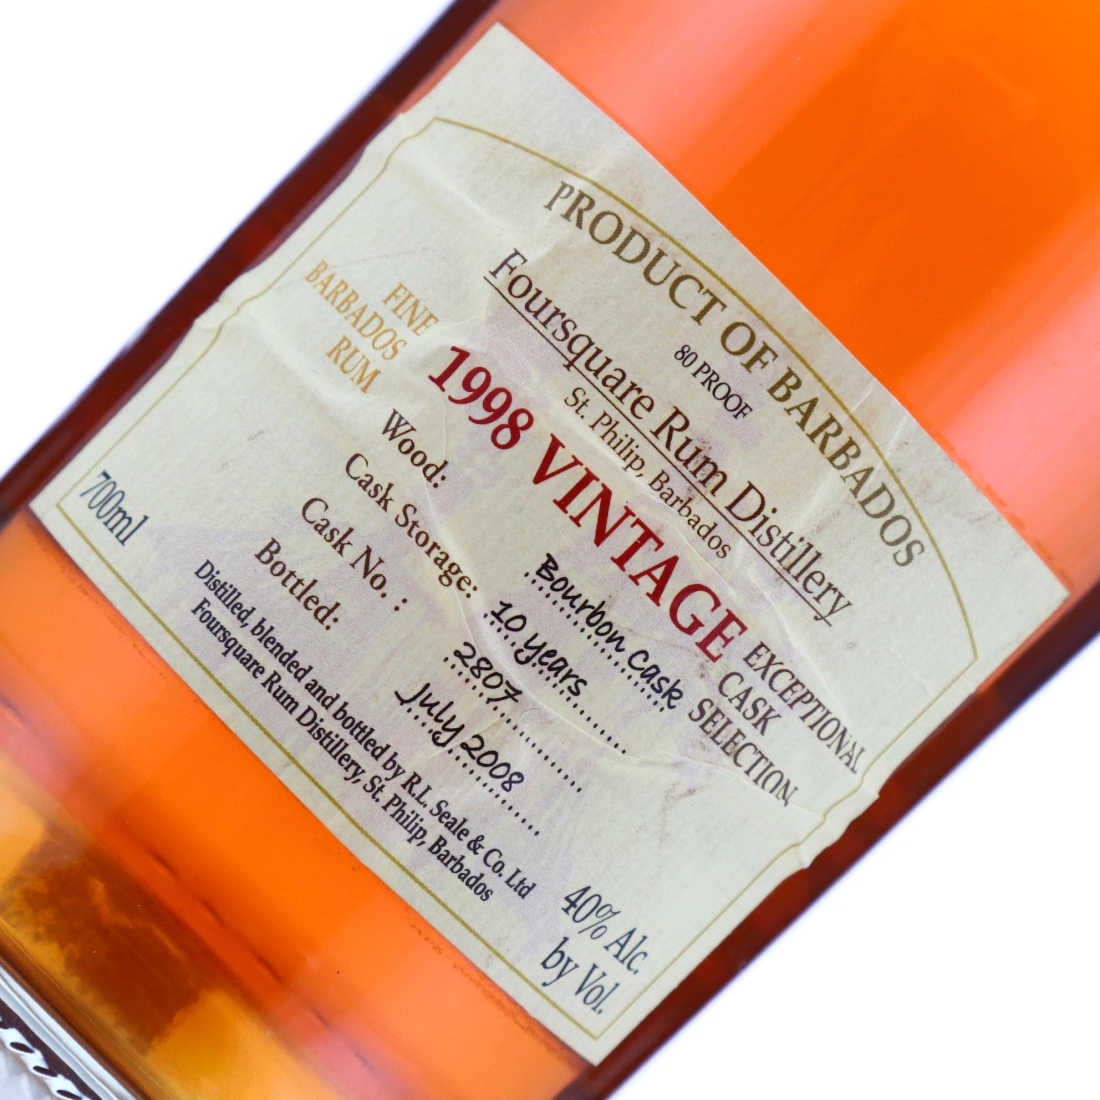 PRODUCT OF BARBADOS
80 PROOF
Foursquare Rum Distillery
St. Philip, Barbados
FINE
BARBADOS
RUM
1998 VINTAGE
EXCEPTIONAL
CASK
SELECTION
Wood: Bourbon Cask
Cask Storage: 10 years
Cask No. : 2807
Bottled: July 2008
Distilled, blended and bottled by R.L. Seale & Co. Ltd
Foursquare Rum Distillery, St. Philip, Barbados
700ml
40% Alc.
by Vol.